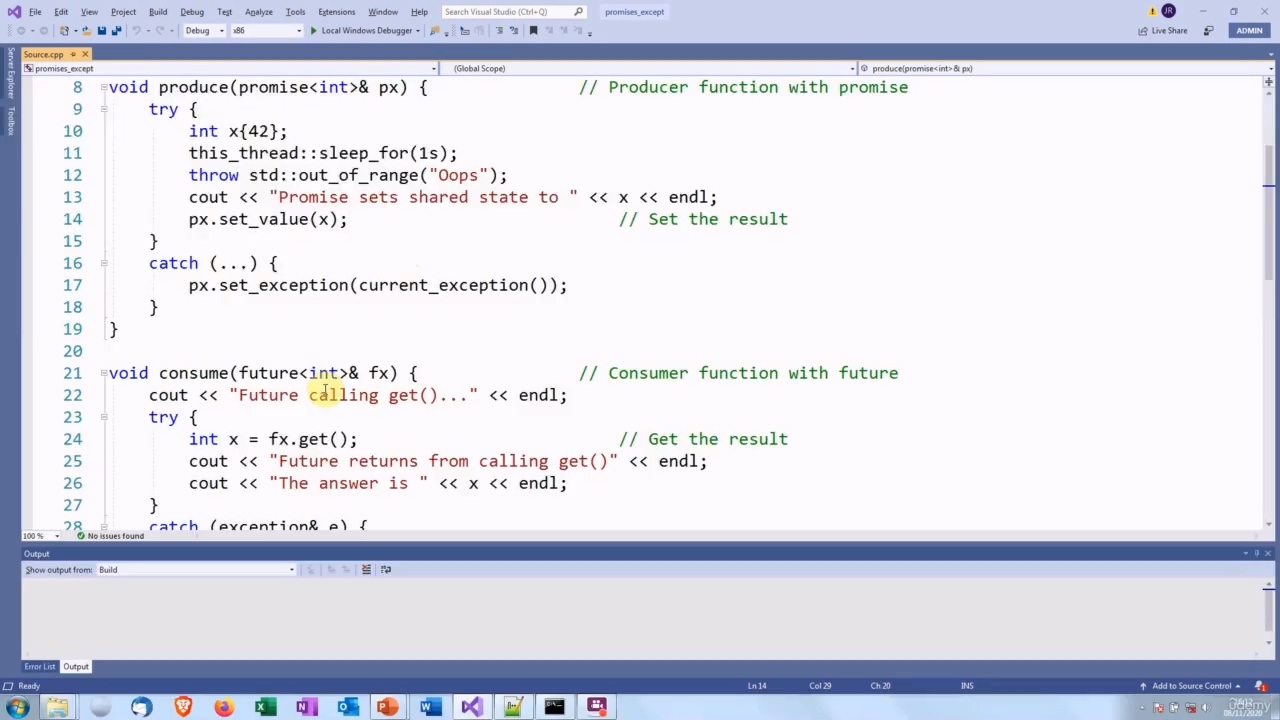 File Edit View Project Build Debug Test Analyze Tools Extensions Window Help Search Visual Studio (Ctrl+Q) promises_except JR
Debug x86 Local Windows Debugger Live Share ADMIN
Server Explorer
Toolbox
Source.cpp
promises_except (Global Scope) produce(promise<int>& px)
8 void produce(promise<int>& px) { // Producer function with promise
9 try {
10 int x{42};
11 this_thread::sleep_for(1s);
12 throw std::out_of_range("Oops");
13 cout << "Promise sets shared state to " << x << endl;
14 px.set_value(x); // Set the result
15 }
16 catch (...) {
17 px.set_exception(current_exception());
18 }
19 }
20
21 void consume(future<int>& fx) { // Consumer function with future
22 cout << "Future calling get()..." << endl;
23 try {
24 int x = fx.get(); // Get the result
25 cout << "Future returns from calling get()" << endl;
26 cout << "The answer is " << x << endl;
27 }
28 catch (exception& e) {
100 % No issues found
Output
Show output from: Build
Error List Output
Ready Ln 14 Col 29 Ch 20 INS Add to Source Control
udemy
08/11/2020